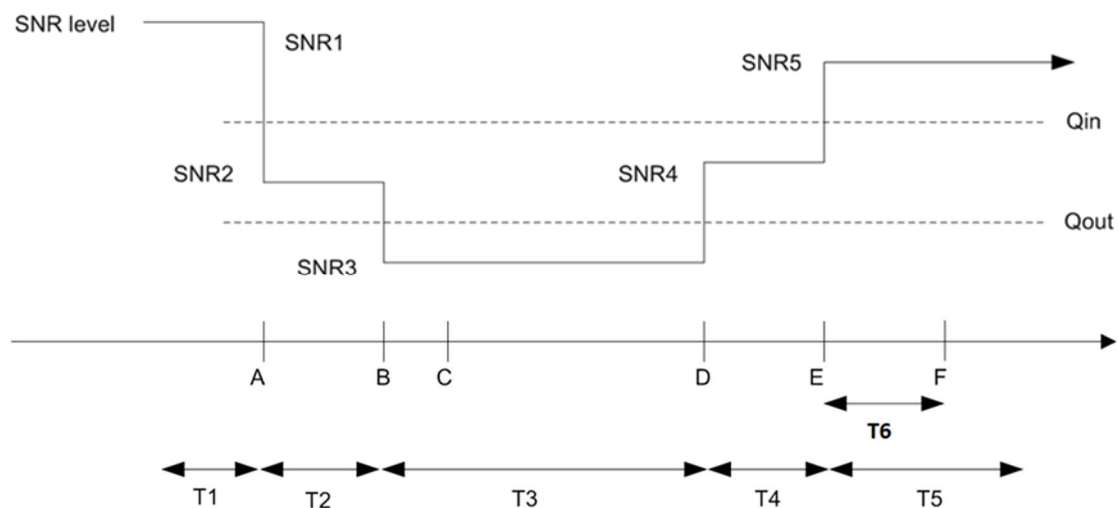 SNR level
SNR1
SNR5
Qin
SNR2
SNR4
Qout
SNR3
A
B
C
D
E
F
T6
T1
T2
T3
T4
T5